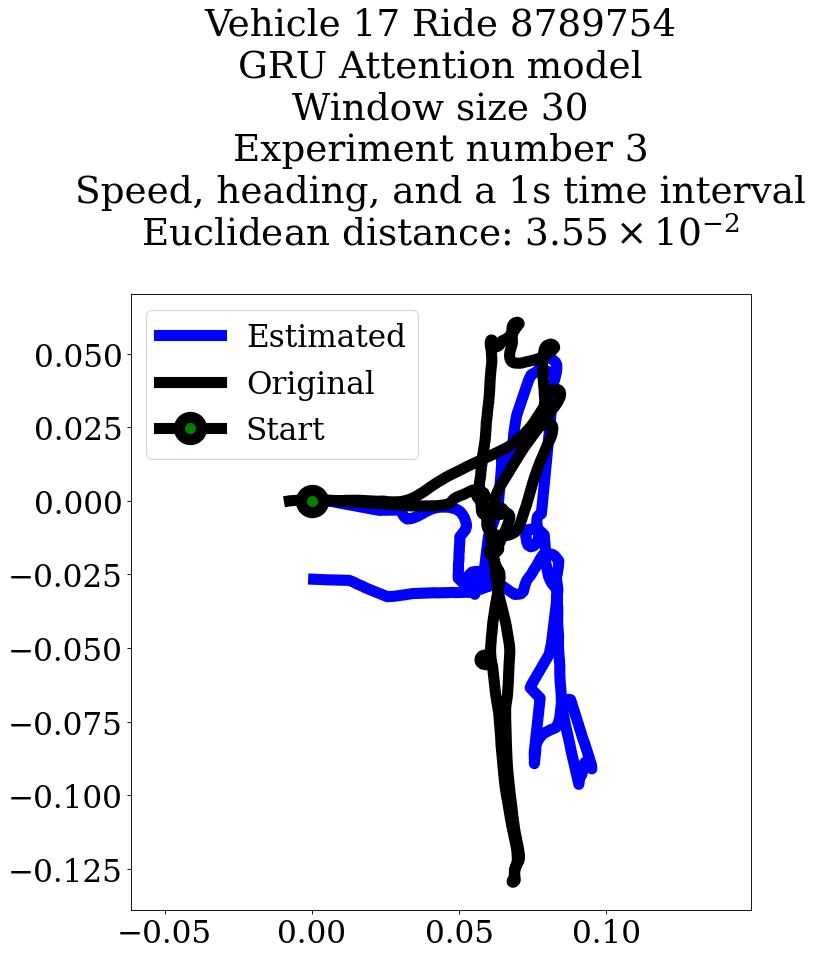 Vehicle 17 Ride 8789754
GRU Attention model
Window size 30
Experiment number 3
Speed, heading, and a 1s time interval
Euclidean distance: 3.55 × 10⁻²
Estimated
Original
Start
0.050
0.025
0.000
−0.025
−0.050
−0.075
−0.100
−0.125
−0.05 0.00 0.05 0.10